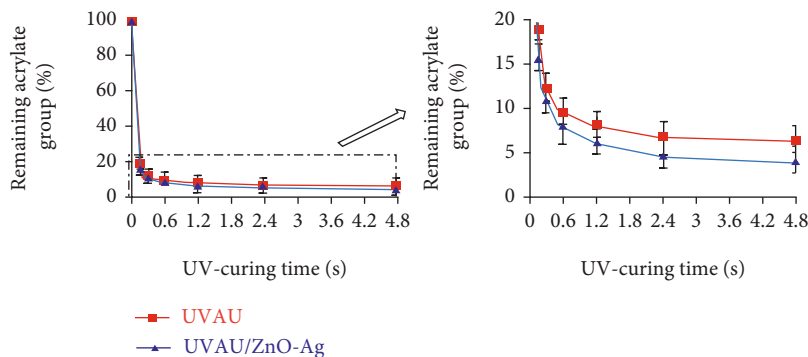 Remaining acrylate
group (%)
100
80
60
40
20
0
0 0.6 1.2 1.8 2.4 3 3.6 4.2 4.8
UV-curing time (s)
Remaining acrylate
group (%)
20
15
10
5
0
0 0.6 1.2 1.8 2.4 3 3.6 4.2 4.8
UV-curing time (s)
UVAU
UVAU/ZnO-Ag